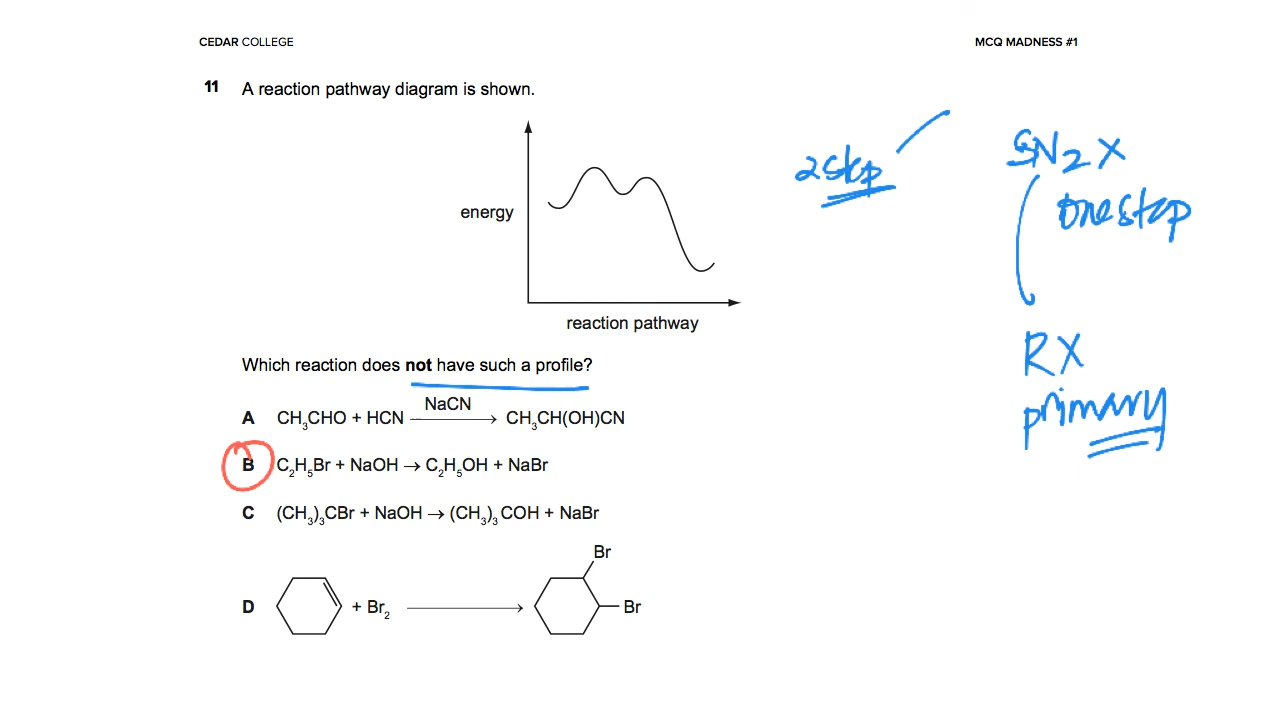 CEDAR COLLEGE MCQ MADNESS #1
11 A reaction pathway diagram is shown.
energy
reaction pathway
2 step
SN2 X
one step
RX
primary
Which reaction does not have such a profile?
A CH₃CHO + HCN NaCN → CH₃CH(OH)CN
B C₂H₅Br + NaOH → C₂H₅OH + NaBr
C (CH₃)₃CBr + NaOH → (CH₃)₃COH + NaBr
D + Br₂ → Br
Br